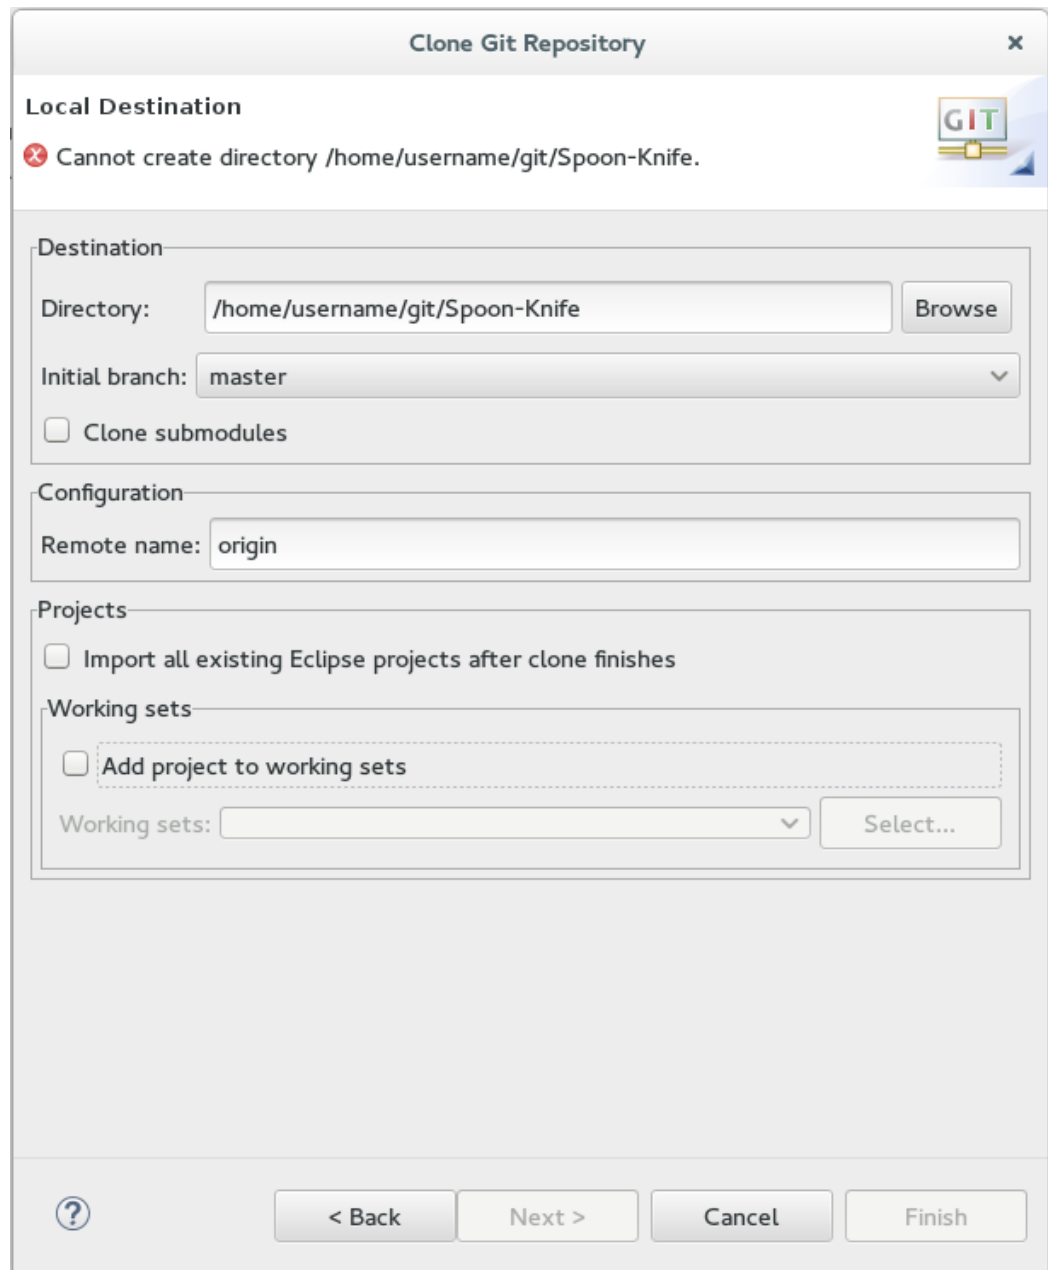 Clone Git Repository ×
Local Destination
GIT
Cannot create directory /home/username/git/Spoon-Knife.
Destination
Directory: /home/username/git/Spoon-Knife Browse
Initial branch: master
Clone submodules
Configuration
Remote name: origin
Projects
Import all existing Eclipse projects after clone finishes
Working sets
Add project to working sets
Working sets: Select...
? < Back Next > Cancel Finish